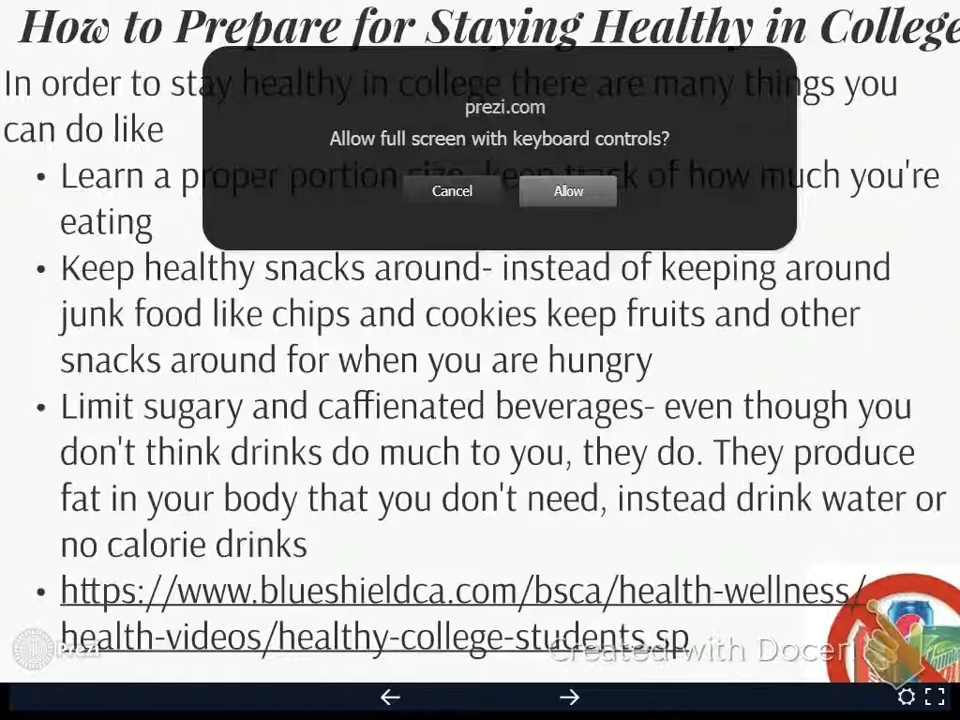 How to Prepare for Staying Healthy in College
In order to stay healthy in college there are many things you
can do like
prezi.com
Allow full screen with keyboard controls?
• Learn a proper portion size- keep track of how much you're
Cancel Allow
eating
• Keep healthy snacks around- instead of keeping around
junk food like chips and cookies keep fruits and other
snacks around for when you are hungry
• Limit sugary and caffienated beverages- even though you
don't think drinks do much to you, they do. They produce
fat in your body that you don't need, instead drink water or
no calorie drinks
• https://www.blueshieldca.com/bsca/health-wellness/
health-videos/healthy-college-students.sp
Prezi
Created with Doceri